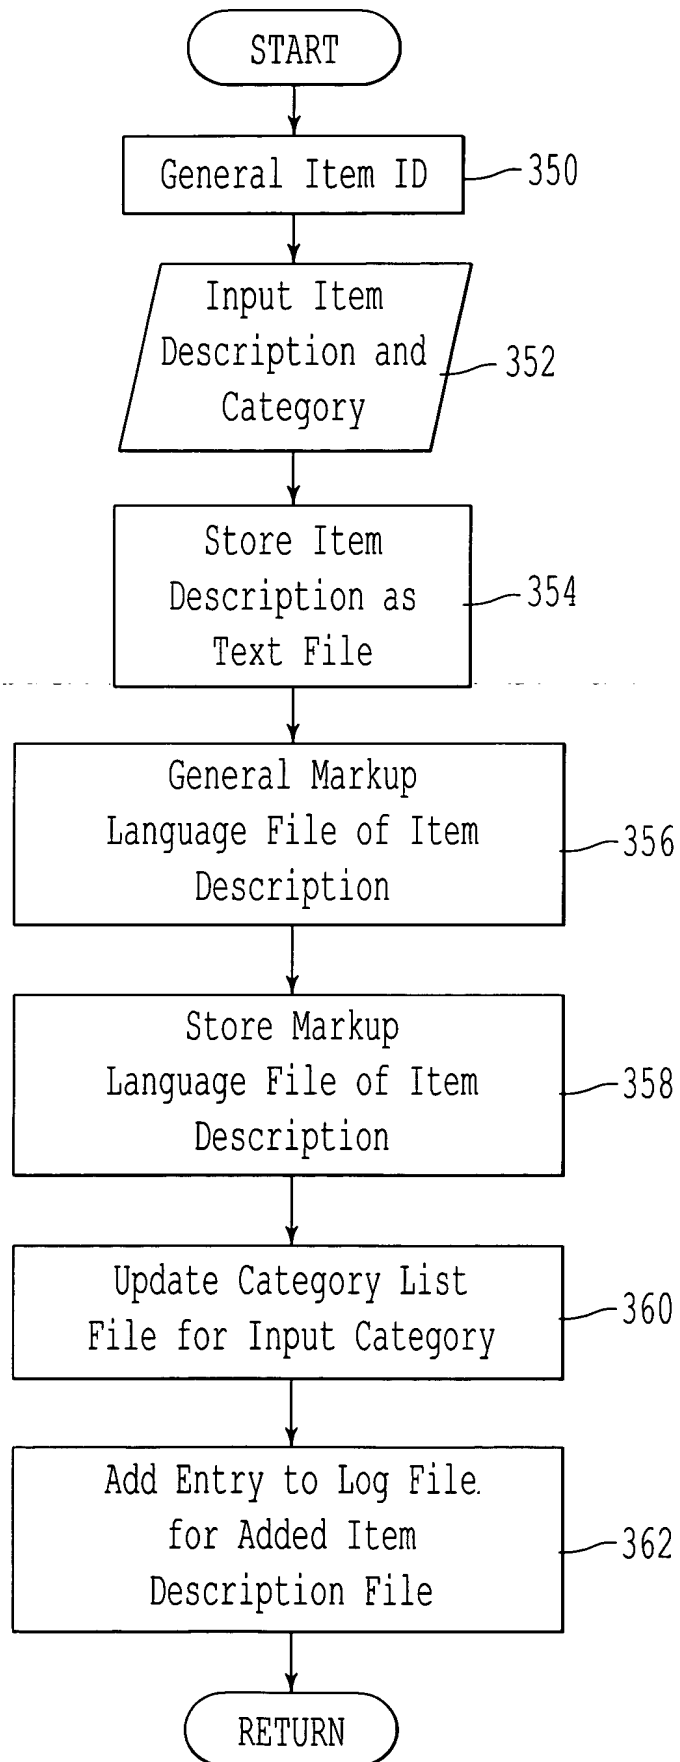 START
General Item ID
350
Input Item
Description and
Category
352
Store Item
Description as
Text File
354
General Markup
Language File of Item
Description
356
Store Markup
Language File of Item
Description
358
Update Category List
File for Input Category
360
Add Entry to Log File
for Added Item
Description File
362
RETURN